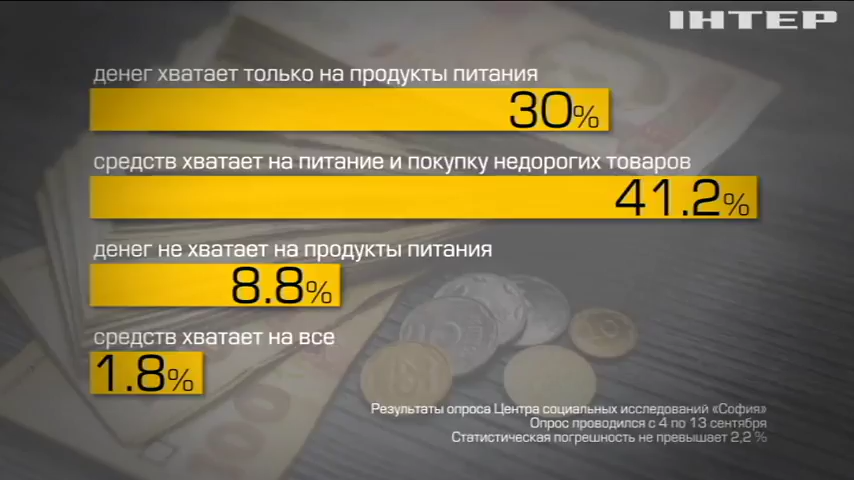 ІНТЕР
денег хватает только на продукты питания
30%
средств хватает на питание и покупку недорогих товаров
41.2%
денег не хватает на продукты питания
8.8%
средств хватает на все
1.8%
Результаты опроса Центра социальных исследований «София»
Опрос проводился с 4 по 13 сентября
Статистическая погрешность не превышает 2,2 %
100